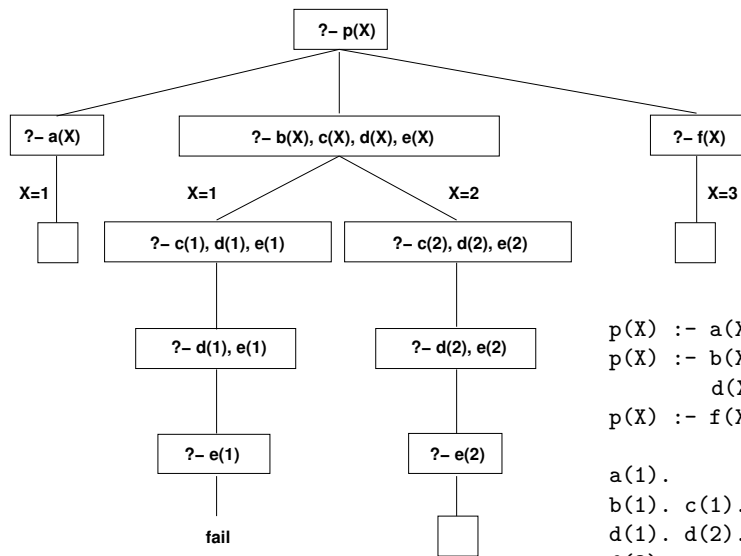 ?– p(X)
?– a(X)
?– b(X), c(X), d(X), e(X)
?– f(X)
X=1
X=1
X=2
X=3
?– c(1), d(1), e(1)
?– c(2), d(2), e(2)
?– d(1), e(1)
?– d(2), e(2)
?– e(1)
?– e(2)
fail
p(X) :- a(X
p(X) :- b(X
d(X
p(X) :- f(X
a(1).
b(1). c(1).
d(1). d(2).